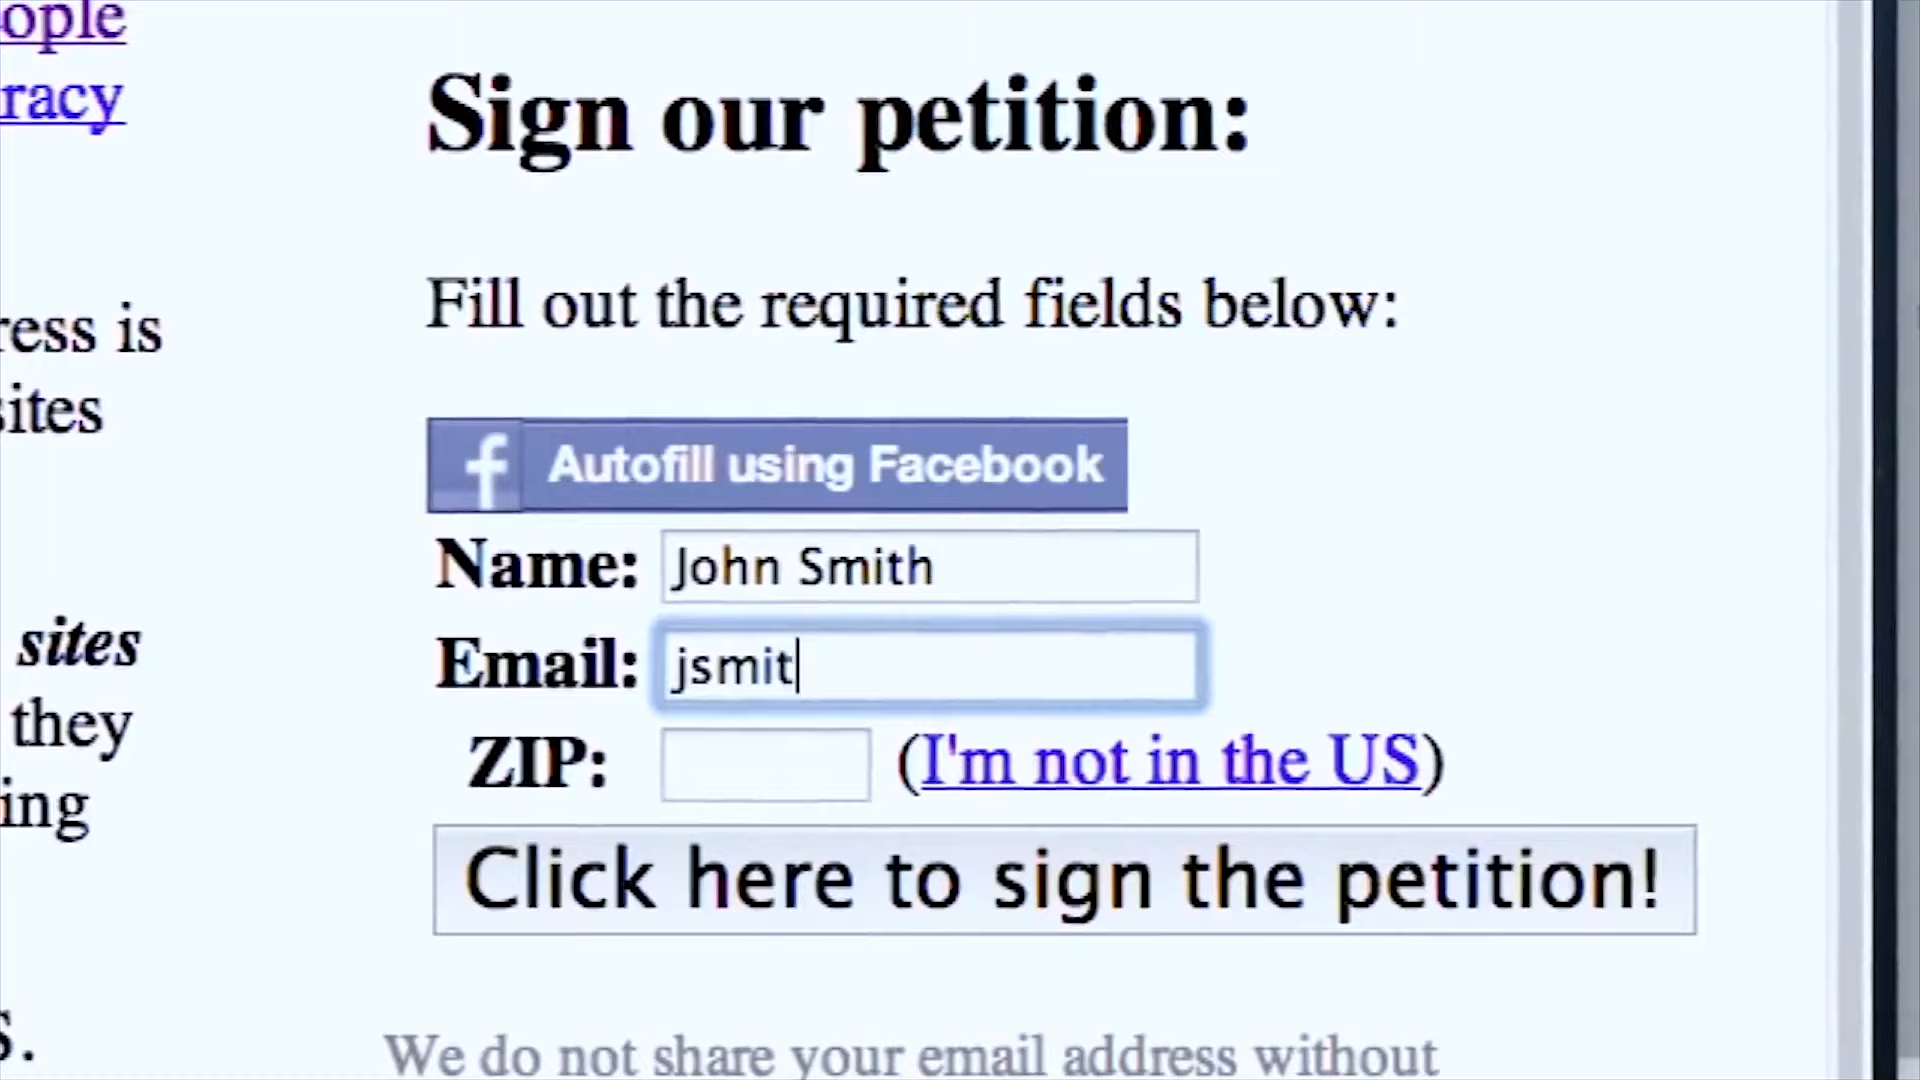 ople
racy
ress is
sites
sites
they
ing
S.
Sign our petition:
Fill out the required fields below:
f Autofill using Facebook
Name: John Smith
Email: jsmit
ZIP: (I'm not in the US)
Click here to sign the petition!
We do not share your email address without